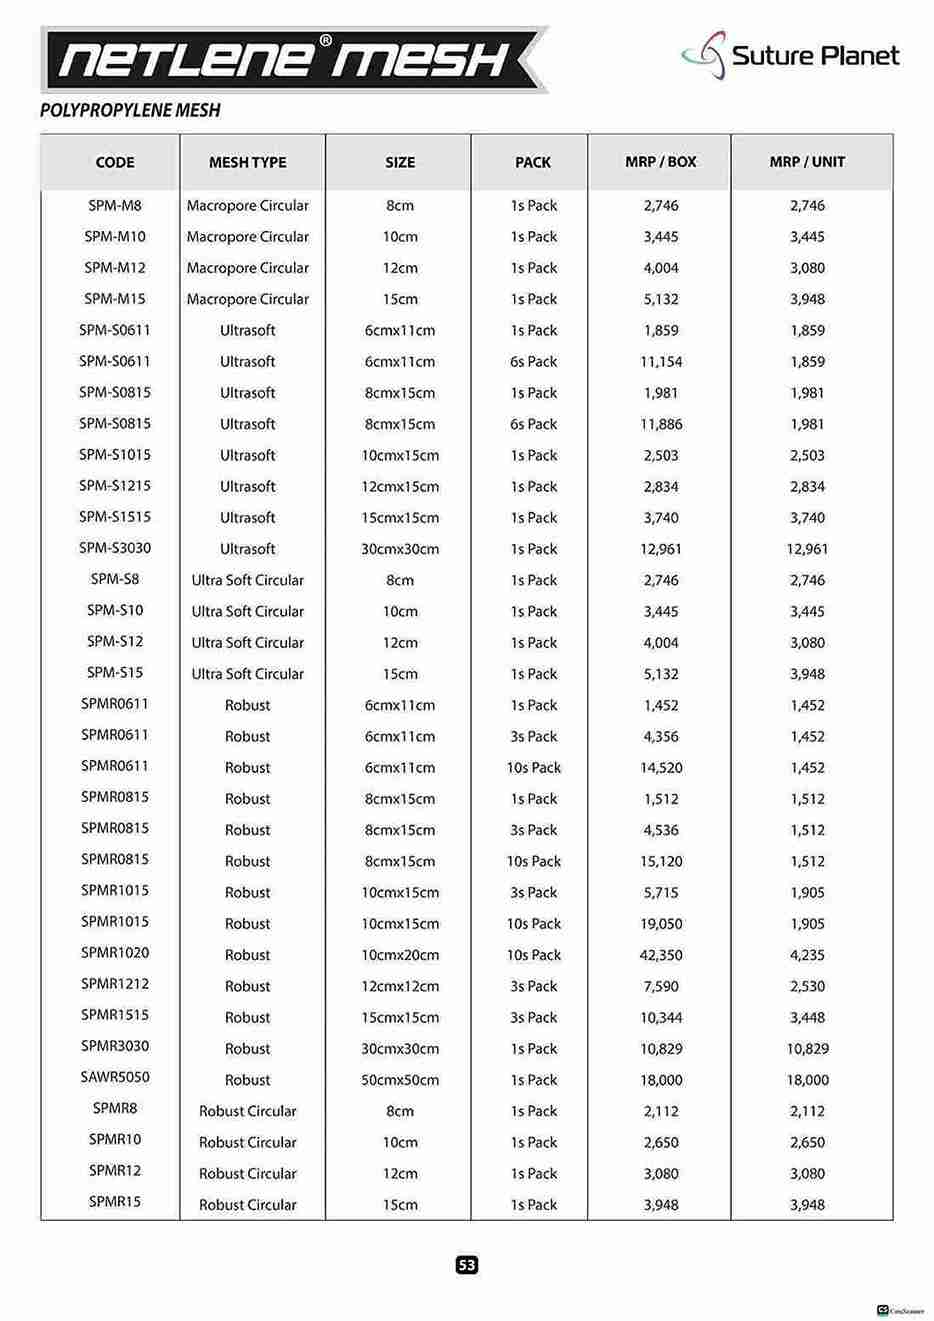 NETLENE® MESH
Suture Planet
POLYPROPYLENE MESH
CODE MESH TYPE SIZE PACK MRP / BOX MRP / UNIT
SPM-M8 Macropore Circular 8cm 1s Pack 2,746 2,746
SPM-M10 Macropore Circular 10cm 1s Pack 3,445 3,445
SPM-M12 Macropore Circular 12cm 1s Pack 4,004 3,080
SPM-M15 Macropore Circular 15cm 1s Pack 5,132 3,948
SPM-S0611 Ultrasoft 6cmx11cm 1s Pack 1,859 1,859
SPM-S0611 Ultrasoft 6cmx11cm 6s Pack 11,154 1,859
SPM-S0815 Ultrasoft 8cmx15cm 1s Pack 1,981 1,981
SPM-S0815 Ultrasoft 8cmx15cm 6s Pack 11,886 1,981
SPM-S1015 Ultrasoft 10cmx15cm 1s Pack 2,503 2,503
SPM-S1215 Ultrasoft 12cmx15cm 1s Pack 2,834 2,834
SPM-S1515 Ultrasoft 15cmx15cm 1s Pack 3,740 3,740
SPM-S3030 Ultrasoft 30cmx30cm 1s Pack 12,961 12,961
SPM-S8 Ultra Soft Circular 8cm 1s Pack 2,746 2,746
SPM-S10 Ultra Soft Circular 10cm 1s Pack 3,445 3,445
SPM-S12 Ultra Soft Circular 12cm 1s Pack 4,004 3,080
SPM-S15 Ultra Soft Circular 15cm 1s Pack 5,132 3,948
SPMR0611 Robust 6cmx11cm 1s Pack 1,452 1,452
SPMR0611 Robust 6cmx11cm 3s Pack 4,356 1,452
SPMR0611 Robust 6cmx11cm 10s Pack 14,520 1,452
SPMR0815 Robust 8cmx15cm 1s Pack 1,512 1,512
SPMR0815 Robust 8cmx15cm 3s Pack 4,536 1,512
SPMR0815 Robust 8cmx15cm 10s Pack 15,120 1,512
SPMR1015 Robust 10cmx15cm 3s Pack 5,715 1,905
SPMR1015 Robust 10cmx15cm 10s Pack 19,050 1,905
SPMR1020 Robust 10cmx20cm 10s Pack 42,350 4,235
SPMR1212 Robust 12cmx12cm 3s Pack 7,590 2,530
SPMR1515 Robust 15cmx15cm 3s Pack 10,344 3,448
SPMR3030 Robust 30cmx30cm 1s Pack 10,829 10,829
SAWR5050 Robust 50cmx50cm 1s Pack 18,000 18,000
SPMR8 Robust Circular 8cm 1s Pack 2,112 2,112
SPMR10 Robust Circular 10cm 1s Pack 2,650 2,650
SPMR12 Robust Circular 12cm 1s Pack 3,080 3,080
SPMR15 Robust Circular 15cm 1s Pack 3,948 3,948
53
CS CamScanner